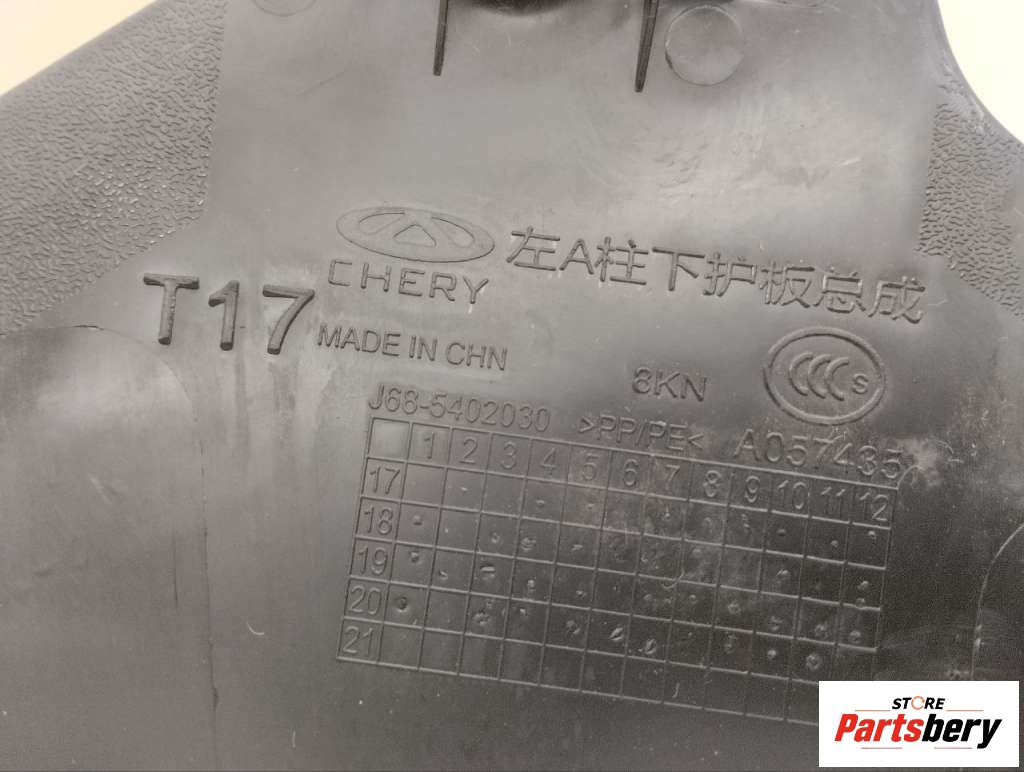 CHERY
左A柱下护板总成
T17
MADE IN CHN
8KN
CCC S
J68-5402030 >PP/PE< A057435
1 2 3 4 5 6 7 8 9 10 11 12
17
18
19
20
21
STORE
Partsbery